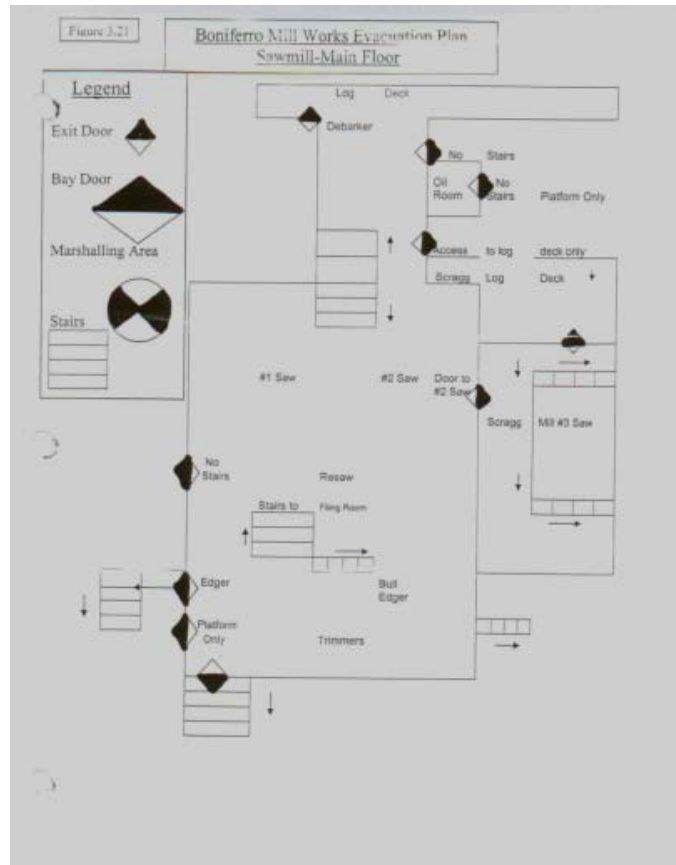 Figure 3.21
Boniferro Mill Works Evacuation Plan
Sawmill-Main Floor
Legend
Exit Door
Bay Door
Marshalling Area
Stairs
Log Deck
Debarker
No Stairs
Oil Room
No Stairs
Platform Only
Access to log deck only
Scragg Log Deck
#1 Saw
#2 Saw
Door to
#2 Saw
Scragg Mill #3 Saw
No
Stairs
Resaw
Stairs to Filing Room
Edger
Bull
Edger
Platform
Only
Trimmers